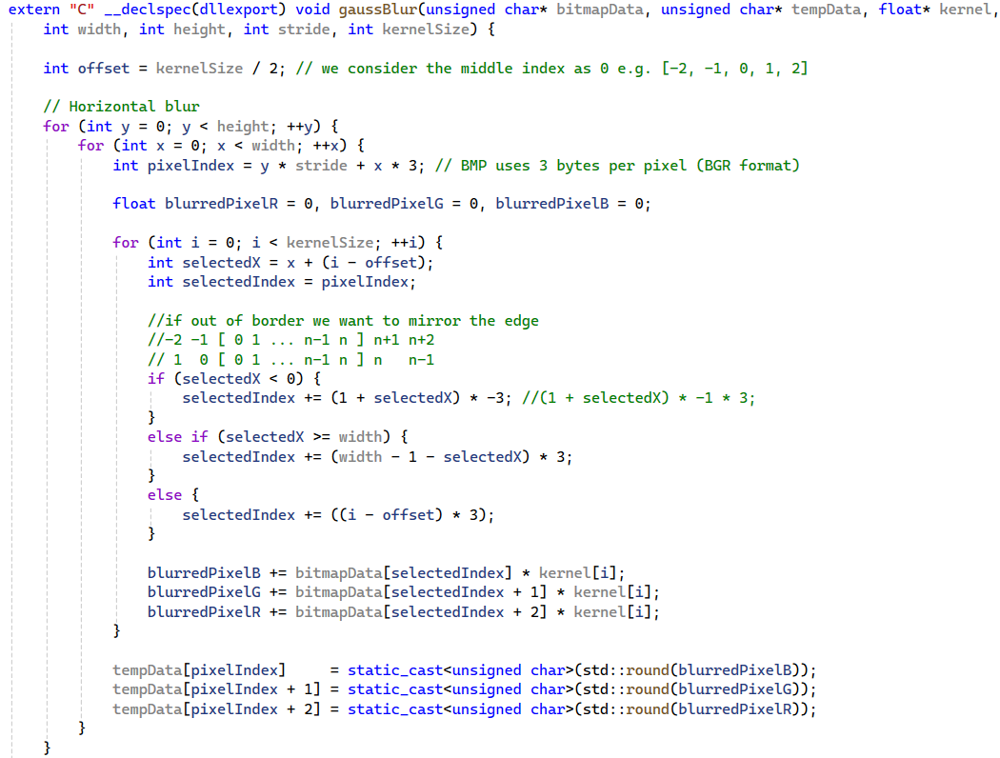 extern "C" __declspec(dllexport) void gaussBlur(unsigned char* bitmapData, unsigned char* tempData, float* kernel,
    int width, int height, int stride, int kernelSize) {

    int offset = kernelSize / 2; // we consider the middle index as 0 e.g. [-2, -1, 0, 1, 2]

    // Horizontal blur
    for (int y = 0; y < height; ++y) {
        for (int x = 0; x < width; ++x) {
            int pixelIndex = y * stride + x * 3; // BMP uses 3 bytes per pixel (BGR format)

            float blurredPixelR = 0, blurredPixelG = 0, blurredPixelB = 0;

            for (int i = 0; i < kernelSize; ++i) {
                int selectedX = x + (i - offset);
                int selectedIndex = pixelIndex;

                //if out of border we want to mirror the edge
                //-2 -1 [ 0 1 ... n-1 n ] n+1 n+2
                // 1  0 [ 0 1 ... n-1 n ] n   n-1
                if (selectedX < 0) {
                    selectedIndex += (1 + selectedX) * -3; //(1 + selectedX) * -1 * 3;
                }
                else if (selectedX >= width) {
                    selectedIndex += (width - 1 - selectedX) * 3;
                }
                else {
                    selectedIndex += ((i - offset) * 3);
                }

                blurredPixelB += bitmapData[selectedIndex] * kernel[i];
                blurredPixelG += bitmapData[selectedIndex + 1] * kernel[i];
                blurredPixelR += bitmapData[selectedIndex + 2] * kernel[i];
            }

            tempData[pixelIndex]     = static_cast<unsigned char>(std::round(blurredPixelB));
            tempData[pixelIndex + 1] = static_cast<unsigned char>(std::round(blurredPixelG));
            tempData[pixelIndex + 2] = static_cast<unsigned char>(std::round(blurredPixelR));
        }
    }